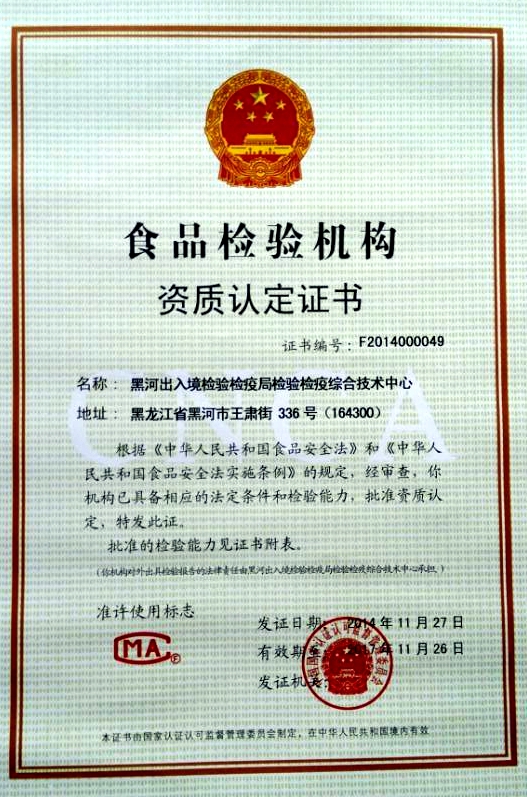 食品检验机构
资质认定证书
证书编号：F2014000049
CNCA
名称： 黑河出入境检验检疫局检验检疫综合技术中心
地址： 黑龙江省黑河市王肃街 336 号（164300）
根据《中华人民共和国食品安全法》和《中华人
民共和国食品安全法实施条例》的规定，经审查，你
机构已具备相应的法定条件和检验能力，批准资质认
定，特发此证。
批准的检验能力见证书附表。
（你机构对外出具检验报告的法律责任由黑河出入境检验检疫局检验检疫综合技术中心承担。）
准许使用标志
CMAF
发证日期：2014 年 11 月 27 日
有效期至：2017 年 11 月 26 日
发证机关：
本证书由国家认证认可监督管理委员会制定，在中华人民共和国境内有效